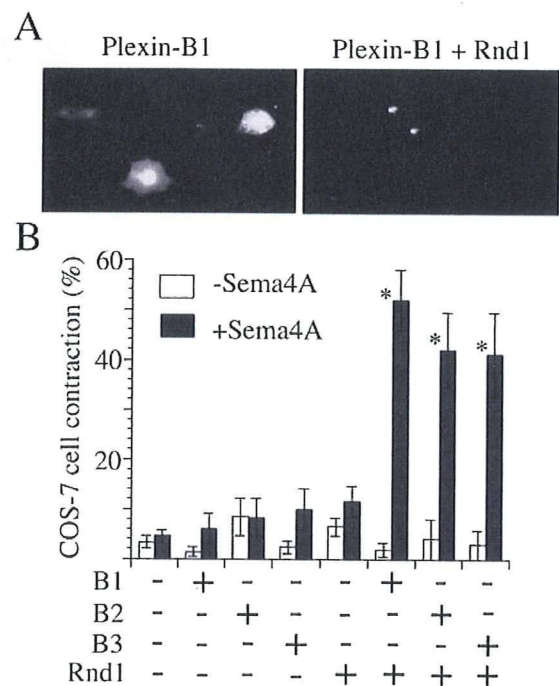 A
Plexin-B1
Plexin-B1 + Rnd1
B
COS-7 cell contraction (%)
60
40
20
-Sema4A
+Sema4A
* * *
B1 - + - - - + - -
B2 - - + - - - + -
B3 - - - + - - - +
Rnd1 - - - - + + + +